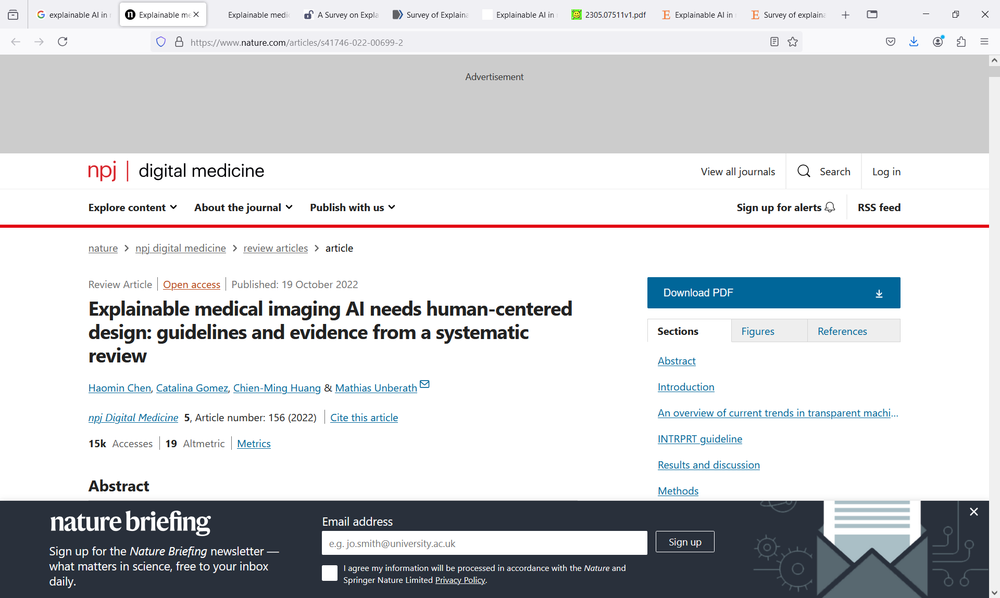 explainable AI in
Explainable me
Explainable medic
A Survey on Expla
Survey of Explaina
Explainable AI in
2305.07511v1.pdf
Explainable AI in
Survey of explaina
https://www.nature.com/articles/s41746-022-00699-2
Advertisement
npj | digital medicine
View all journals
Search
Log in
Explore content
About the journal
Publish with us
Sign up for alerts
RSS feed
nature > npj digital medicine > review articles > article
Review Article | Open access | Published: 19 October 2022
Explainable medical imaging AI needs human-centered
design: guidelines and evidence from a systematic
review
Haomin Chen, Catalina Gomez, Chien-Ming Huang & Mathias Unberath
npj Digital Medicine 5, Article number: 156 (2022) | Cite this article
15k Accesses | 19 Altmetric | Metrics
Abstract
Download PDF
Sections
Figures
References
Abstract
Introduction
An overview of current trends in transparent machi...
INTRPRT guideline
Results and discussion
Methods
nature briefing
Sign up for the Nature Briefing newsletter —
what matters in science, free to your inbox
daily.
Email address
e.g. jo.smith@university.ac.uk
Sign up
I agree my information will be processed in accordance with the Nature and
Springer Nature Limited Privacy Policy.